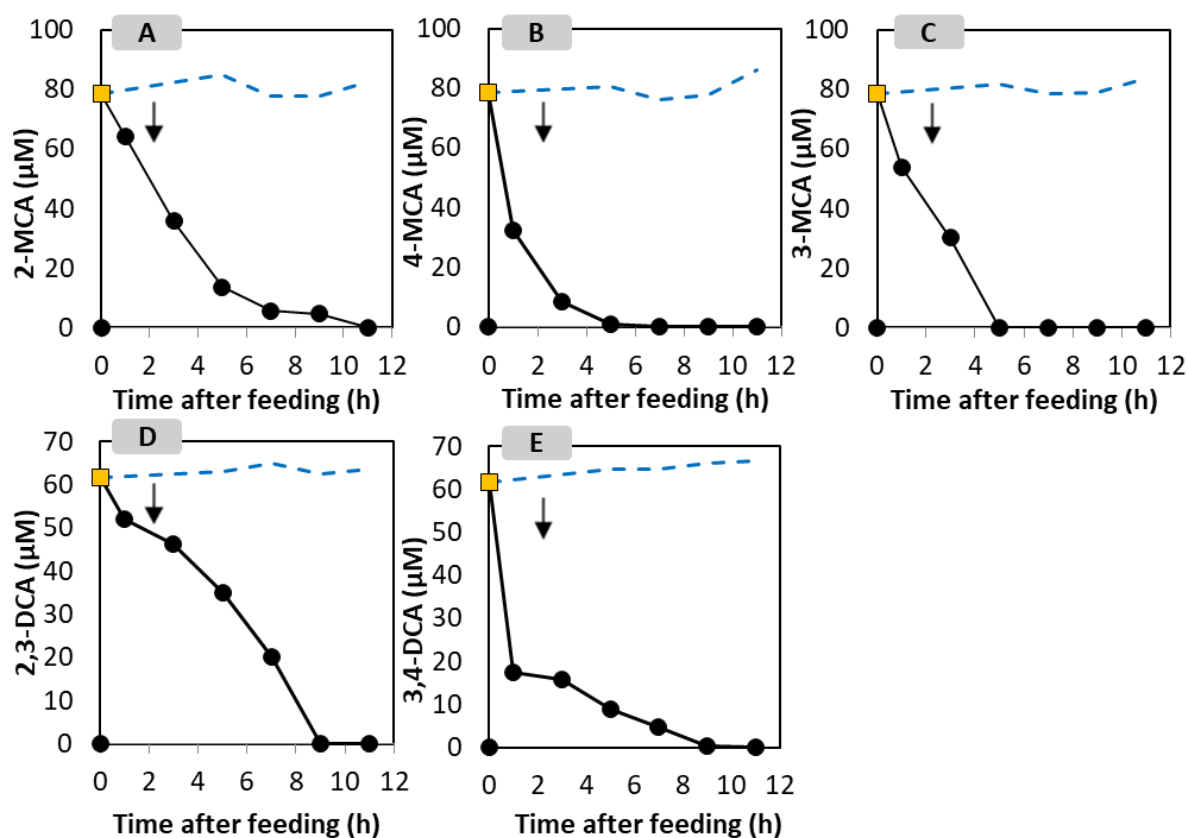 A
2-MCA (µM)
100
80
60
40
20
0
0 2 4 6 8 10 12
Time after feeding (h)
B
4-MCA (µM)
100
80
60
40
20
0
0 2 4 6 8 10 12
Time after feeding (h)
C
3-MCA (µM)
100
80
60
40
20
0
0 2 4 6 8 10 12
Time after feeding (h)
D
2,3-DCA (µM)
70
60
50
40
30
20
10
0
0 2 4 6 8 10 12
Time after feeding (h)
E
3,4-DCA (µM)
70
60
50
40
30
20
10
0
0 2 4 6 8 10 12
Time after feeding (h)